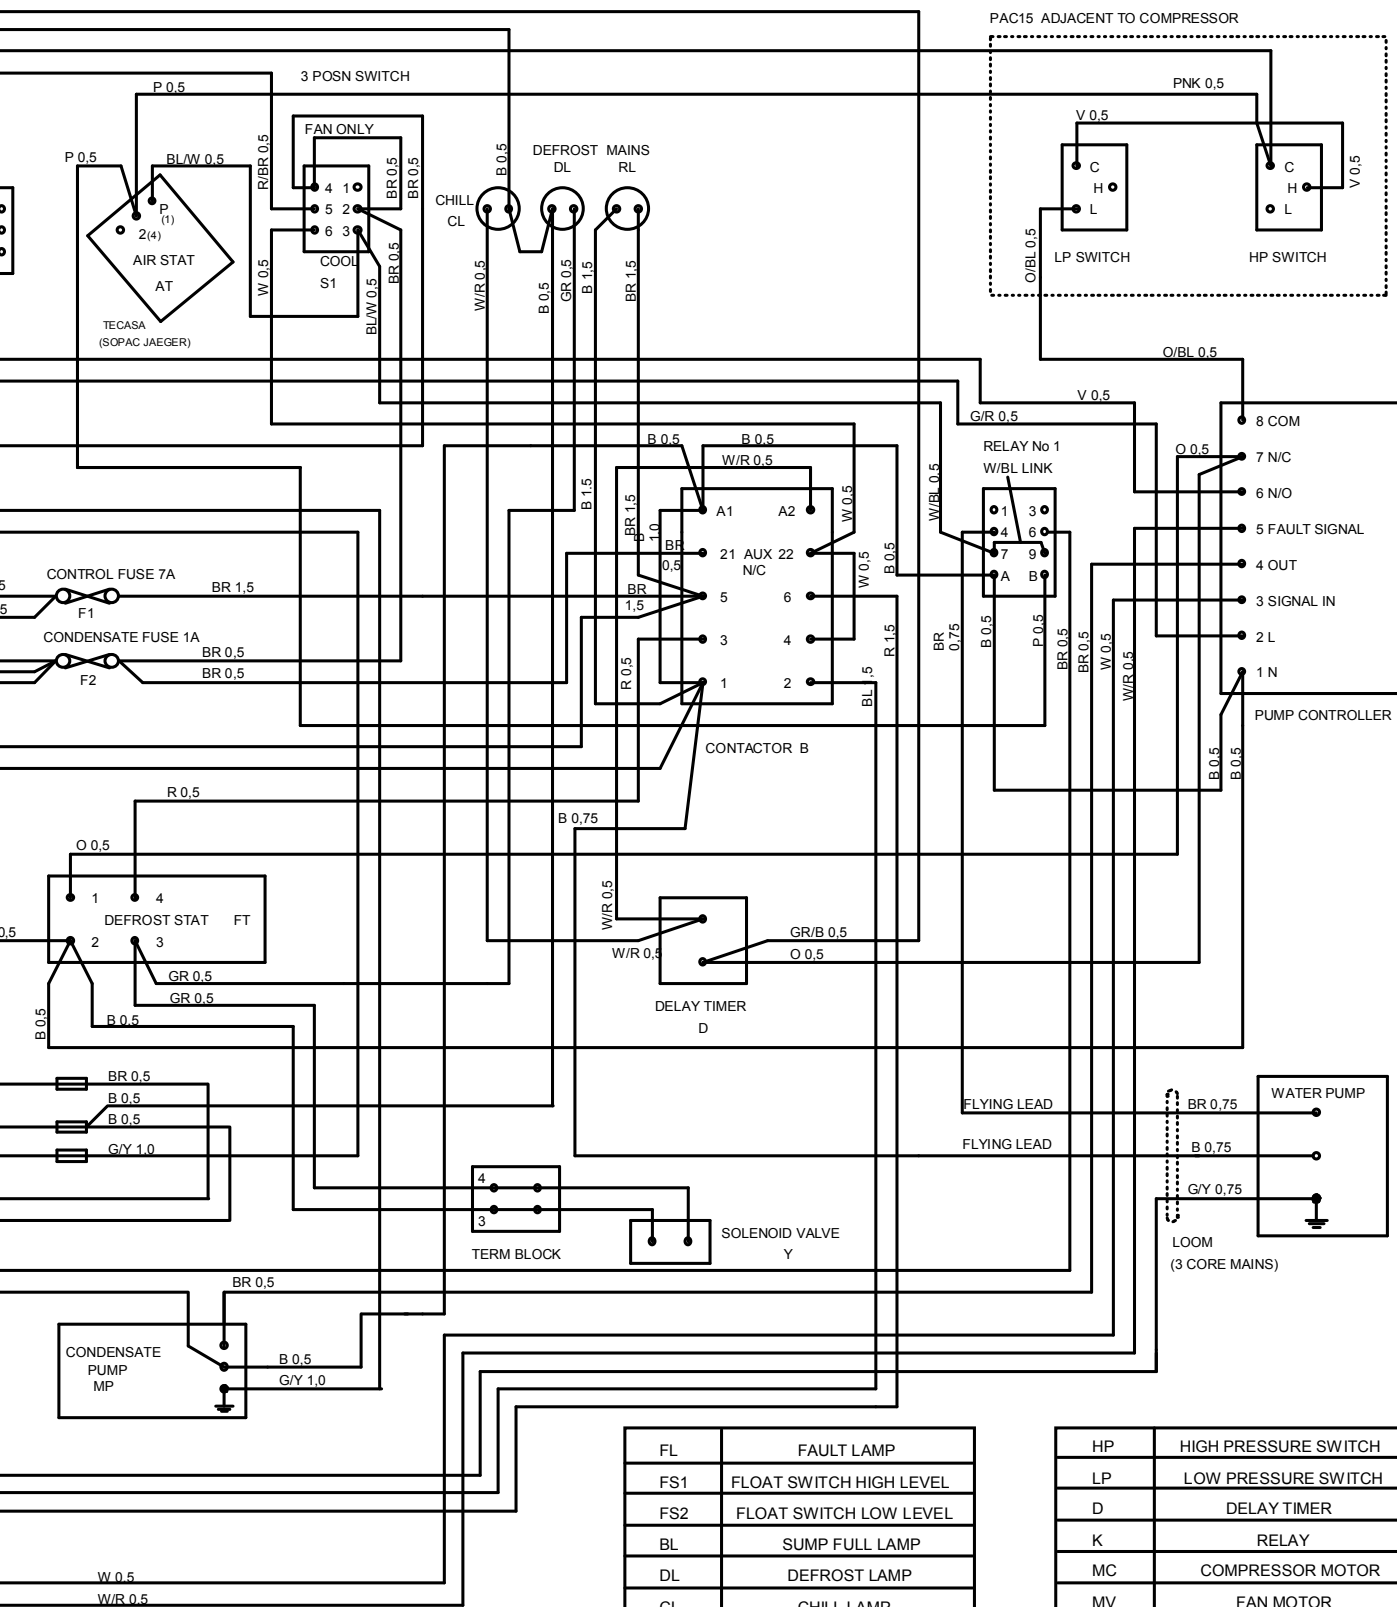 PAC15 ADJACENT TO COMPRESSOR
3 POSN SWITCH
P 0,5
PNK 0,5
V 0,5
FAN ONLY
R/BR 0,5
BR 0,5
BR 0,5
B 0,5
DEFROST MAINS
DL RL
P 0,5
BL/W 0,5
C
H
L
C
H
L
V 0,5
4 1
5 2
6 3
CHILL
CL
P
(1)
2(4)
AIR STAT
AT
COOL
S1
W 0,5
BR 0,5
BL/W 0,5
W/R 0,5
B 0,5
GR 0,5
B 1,5
BR 1,5
O/BL 0,5
LP SWITCH
HP SWITCH
TECASA
(SOPAC JAEGER)
O/BL 0,5
V 0,5
G/R 0,5
8 COM
B 0,5
B 0,5
RELAY No 1
W/BL LINK
O 0,5
7 N/C
W/R 0,5
W/BL 0,5
6 N/O
B 1.5
BR 1,5
B 1,0
A1 A2
W 0,5
1 3
4 6
7 9
A B
5 FAULT SIGNAL
BR 0,5
21 AUX 22
N/C
W 0,5
B 0,5
4 OUT
CONTROL FUSE 7A
BR 1,5
F1
5
5
BR 1,5
5 6
3 SIGNAL IN
CONDENSATE FUSE 1A
BR 0,5
BR 0,5
F2
R 0,5
3 4
R 1,5
BR 0,75
B 0,5
P 0,5
BR 0,5
BR 0,5
W 0,5
W/R 0,5
2 L
1 2
BL 1,5
1 N
PUMP CONTROLLER
CONTACTOR B
B 0,5
B 0,5
R 0,5
B 0,75
O 0,5
1 4
DEFROST STAT FT
2 3
0,5
W/R 0,5
W/R 0,5
GR/B 0,5
O 0,5
GR 0,5
GR 0,5
B 0,5
B 0,5
DELAY TIMER
D
BR 0,5
B 0,5
B 0,5
G/Y 1,0
FLYING LEAD
FLYING LEAD
BR 0,75
B 0,75
G/Y 0,75
WATER PUMP
4
3
TERM BLOCK
SOLENOID VALVE
Y
LOOM
(3 CORE MAINS)
BR 0,5
CONDENSATE
PUMP
MP
B 0,5
G/Y 1,0
FL FAULT LAMP
FS1 FLOAT SWITCH HIGH LEVEL
FS2 FLOAT SWITCH LOW LEVEL
BL SUMP FULL LAMP
DL DEFROST LAMP
CL CHILL LAMP
HP HIGH PRESSURE SWITCH
LP LOW PRESSURE SWITCH
D DELAY TIMER
K RELAY
MC COMPRESSOR MOTOR
MV FAN MOTOR
W 0,5
W/R 0,5